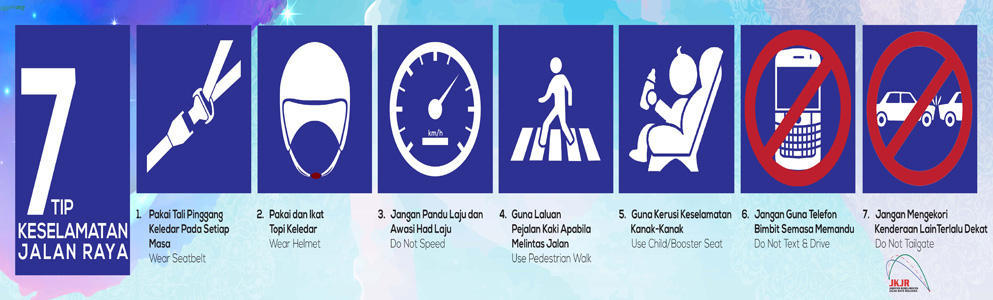 7 TIP
KESELAMATAN
JALAN RAYA
km/h
1. Pakai Tali Pinggang
Keledar Pada Setiap
Masa
Wear Seatbelt
2. Pakai dan Ikat
Topi Keledar
Wear Helmet
3. Jangan Pandu Laju dan
Awasi Had Laju
Do Not Speed
4. Guna Laluan
Pejalan Kaki Apabila
Melintas Jalan
Use Pedestrian Walk
5. Guna Kerusi Keselamatan
Kanak-Kanak
Use Child/Booster Seat
6. Jangan Guna Telefon
Bimbit Semasa Memandu
Do Not Text & Drive
7. Jangan Mengekori
Kenderaan LainTerlalu Dekat
Do Not Tailgate
JKJR